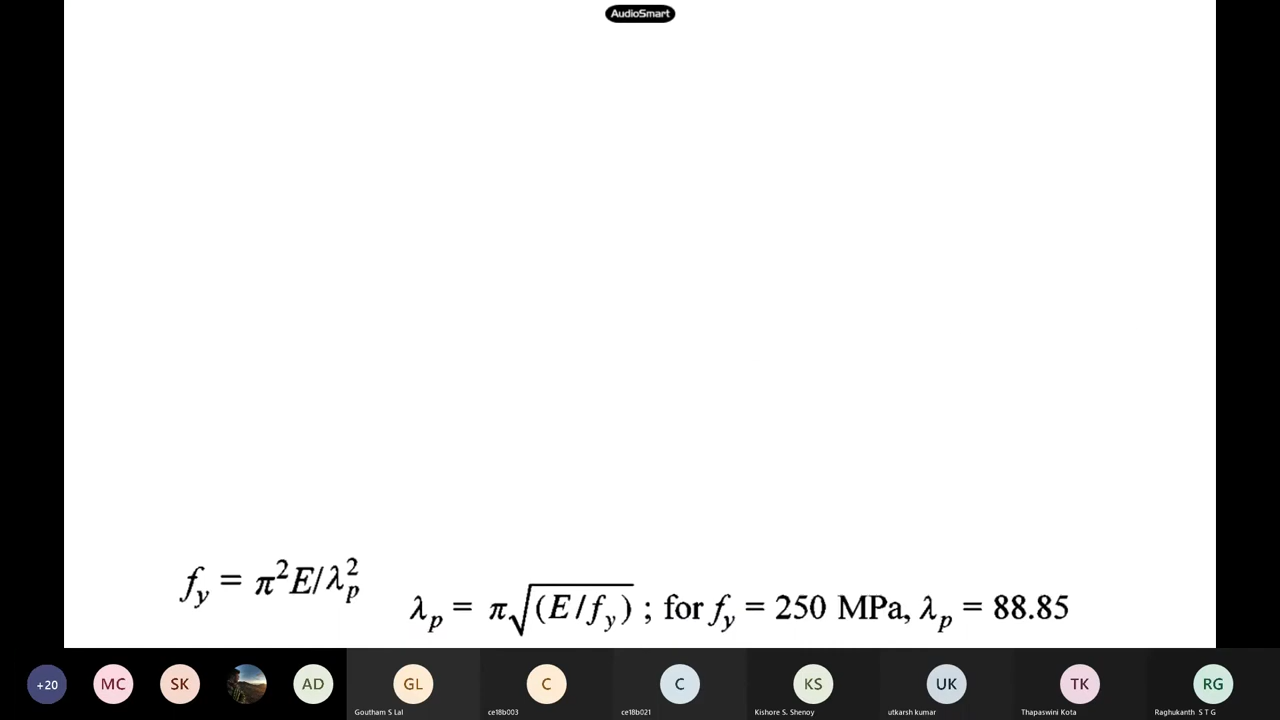 AudioSmart
f_y = π²E/λ_p²
λ_p = π√(E/f_y) ; for f_y = 250 MPa, λ_p = 88.85
+20
MC
SK
AD
GL
C
C
KS
UK
TK
RG
Goutham S Lal
ce18b003
ce18b021
Kishore S. Shenoy
utkarsh kumar
Thapaswini Kota
Raghukanth S T G